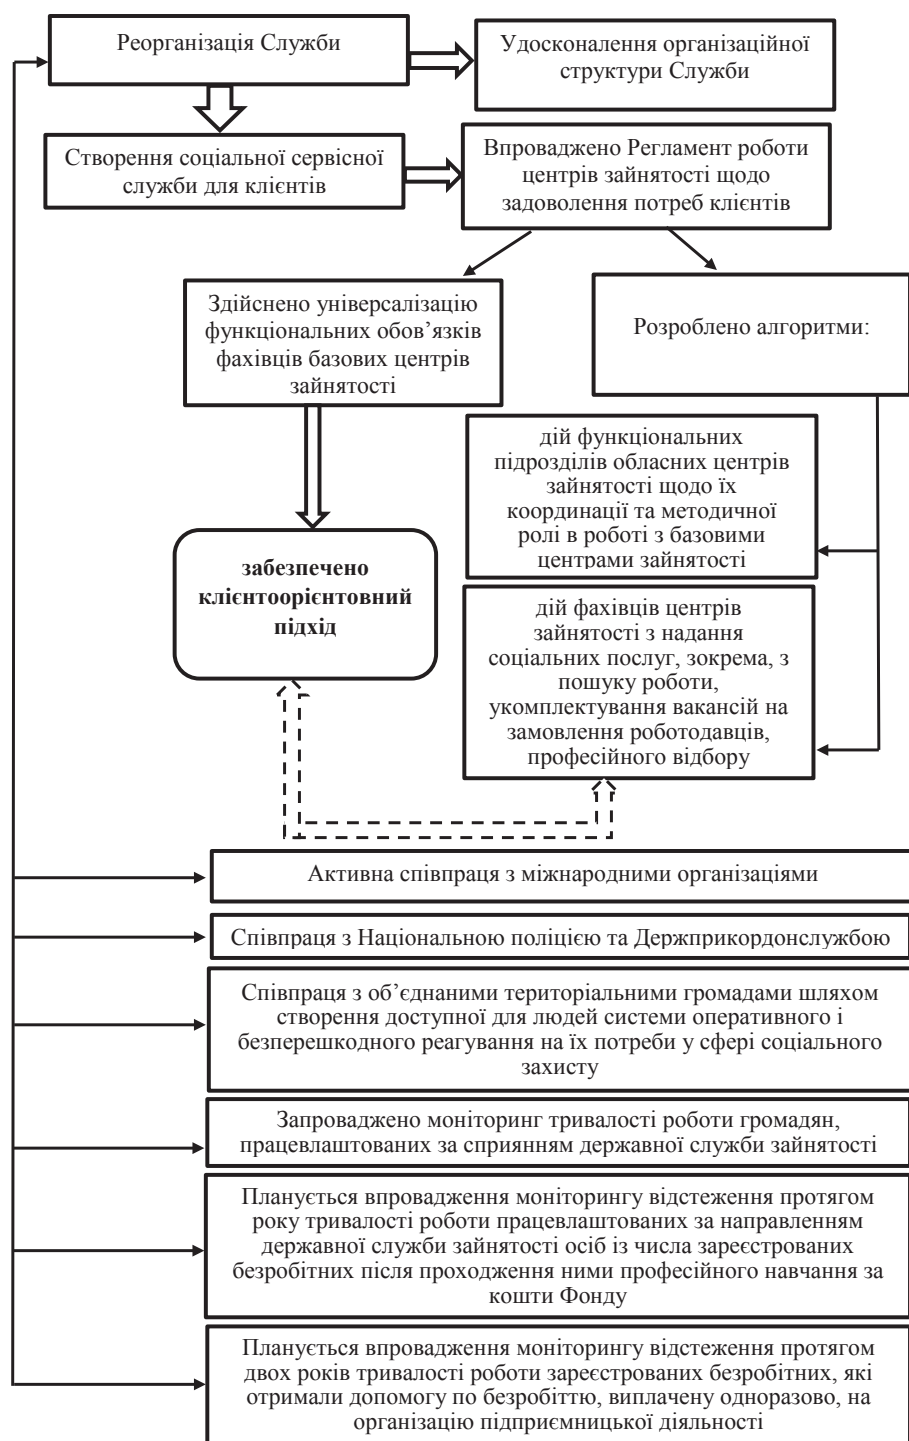 Реорганізація Служби
Удосконалення організаційної
структури Служби
Створення соціальної сервісної
служби для клієнтів
Впроваджено Регламент роботи
центрів зайнятості щодо
задоволення потреб клієнтів
Здійснено універсалізацію
функціональних обов’язків
фахівців базових центрів
зайнятості
Розроблено алгоритми:
дій функціональних
підрозділів обласних центрів
зайнятості щодо їх
координації та методичної
ролі в роботі з базовими
центрами зайнятості
забезпечено
клієнтоорієнтовний
підхід
дій фахівців центрів
зайнятості з надання
соціальних послуг, зокрема, з
пошуку роботи,
укомплектування вакансій на
замовлення роботодавців,
професійного відбору
Активна співпраця з міжнародними організаціями
Співпраця з Національною поліцією та Держприкордонслужбою
Співпраця з об’єднаними територіальними громадами шляхом
створення доступної для людей системи оперативного і
безперешкодного реагування на їх потреби у сфері соціального
захисту
Запроваджено моніторинг тривалості роботи громадян,
працевлаштованих за сприянням державної служби зайнятості
Планується впровадження моніторингу відстеження протягом
року тривалості роботи працевлаштованих за направленням
державної служби зайнятості осіб із числа зареєстрованих
безробітних після проходження ними професійного навчання за
кошти Фонду
Планується впровадження моніторингу відстеження протягом
двох років тривалості роботи зареєстрованих безробітних, які
отримали допомогу по безробіттю, виплачену одноразово, на
організацію підприємницької діяльності